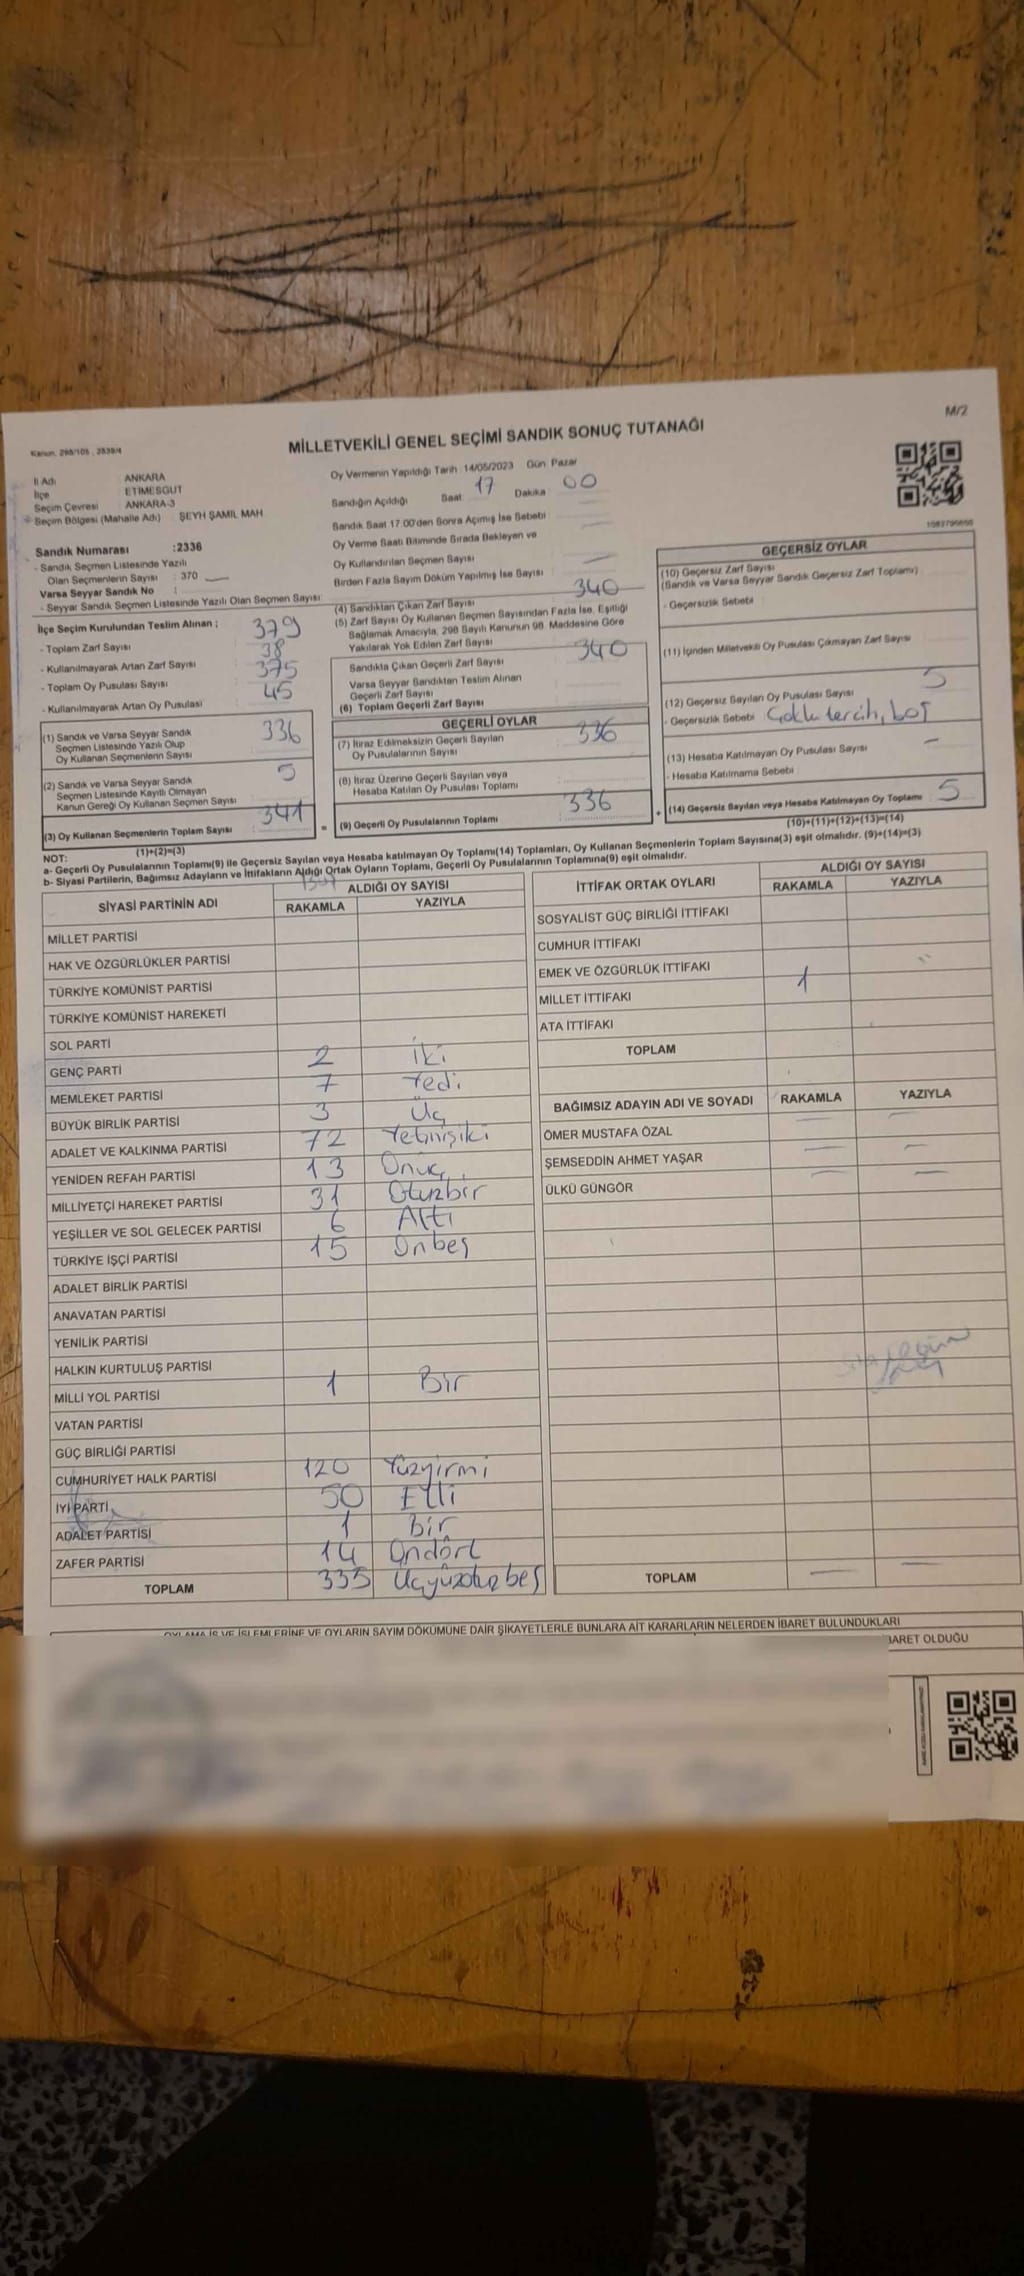 M/2
Kanun, 298/105 , 2839/4
MİLLETVEKİLİ GENEL SEÇİMİ SANDIK SONUÇ TUTANAĞI
İl Adı : ANKARA
İlçe : ETİMESGUT
Seçim Çevresi : ANKARA-3
Seçim Bölgesi (Mahalle Adı) : ŞEYH ŞAMİL MAH
Sandık Numarası :2336
- Sandık Seçmen Listesinde Yazılı
Olan Seçmenlerin Sayısı : 370
Varsa Seyyar Sandık No :
- Seyyar Sandık Seçmen Listesinde Yazılı Olan Seçmen Sayısı:
Oy Vermenin Yapıldığı Tarih : 14/05/2023 Gün Pazar
Sandığın Açıldığı Saat 17 Dakika 00
Sandık Saat 17:00'den Sonra Açımış İse Sebebi
Oy Verme Saati Bitiminde Sırada Bekleyen ve
Oy Kullandırılan Seçmen Sayısı
Birden Fazla Sayım Döküm Yapılmış İse Sayısı :
İlçe Seçim Kurulundan Teslim Alınan ;
- Toplam Zarf Sayısı 379
- Kullanılmayarak Artan Zarf Sayısı 38
- Toplam Oy Pusulası Sayısı 375
- Kullanılmayarak Artan Oy Pusulası 45
(4) Sandıktan Çıkan Zarf Sayısı 340
(5) Zarf Sayısı Oy Kullanan Seçmen Sayısından Fazla İse, Eşitliği
Sağlamak Amacıyla, 298 Sayılı Kanunun 98. Maddesine Göre
Yakılarak Yok Edilen Zarf Sayısı
Sandıkta Çıkan Geçerli Zarf Sayısı 340
Varsa Seyyar Sandıktan Teslim Alınan
Geçerli Zarf Sayısı
(6) Toplam Geçerli Zarf Sayısı
GEÇERSİZ OYLAR
(10) Geçersiz Zarf Sayısı
(Sandık ve Varsa Seyyar Sandık Geçersiz Zarf Toplamı)
- Geçersizlik Sebebi :
(11) İçinden Milletvekili Oy Pusulası Çıkmayan Zarf Sayısı
(12) Geçersiz Sayılan Oy Pusulası Sayısı 5
- Geçersizlik Sebebi Çoklu tercih, boş
(13) Hesaba Katılmayan Oy Pusulası Sayısı -
- Hesaba Katılmama Sebebi :
(14) Geçersiz Sayılan veya Hesaba Katılmayan Oy Toplamı 5
(10)+(11)+(12)+(13)=(14)
(1) Sandık ve Varsa Seyyar Sandık
Seçmen Listesinde Yazılı Olup
Oy Kullanan Seçmenlerin Sayısı 336
(2) Sandık ve Varsa Seyyar Sandık
Seçmen Listesinde Kayıtlı Olmayan
Kanun Gereği Oy Kullanan Seçmen Sayısı 5
(3) Oy Kullanan Seçmenlerin Toplam Sayısı 341
(1)+(2)=(3)
GEÇERLİ OYLAR
(7) İtiraz Edilmeksizin Geçerli Sayılan
Oy Pusulalarının Sayısı 336
(8) İtiraz Üzerine Geçerli Sayılan veya
Hesaba Katılan Oy Pusulası Toplamı
(9) Geçerli Oy Pusulalarının Toplamı 336
NOT:
a- Geçerli Oy Pusulalarının Toplamı(9) ile Geçersiz Sayılan veya Hesaba katılmayan Oy Toplamı(14) Toplamları, Oy Kullanan Seçmenlerin Toplam Sayısına(3) eşit olmalıdır. (9)+(14)=(3)
b- Siyasi Partilerin, Bağımsız Adayların ve İttifakların Aldığı Ortak Oyların Toplamı, Geçerli Oy Pusulalarının Toplamına(9) eşit olmalıdır.
SİYASİ PARTİNİN ADI ALDIĞI OY SAYISI
RAKAMLA YAZIYLA
MİLLET PARTİSİ
HAK VE ÖZGÜRLÜKLER PARTİSİ
TÜRKİYE KOMÜNİST PARTİSİ
TÜRKİYE KOMÜNİST HAREKETİ
SOL PARTİ
GENÇ PARTİ 2 İki
MEMLEKET PARTİSİ 7 Yedi
BÜYÜK BİRLİK PARTİSİ 3 Üç
ADALET VE KALKINMA PARTİSİ 72 Yetmişiki
YENİDEN REFAH PARTİSİ 13 Onüç
MİLLİYETÇİ HAREKET PARTİSİ 31 Otuzbir
YEŞİLLER VE SOL GELECEK PARTİSİ 6 Altı
TÜRKİYE İŞÇİ PARTİSİ 15 Onbeş
ADALET BİRLİK PARTİSİ
ANAVATAN PARTİSİ
YENİLİK PARTİSİ
HALKIN KURTULUŞ PARTİSİ
MİLLİ YOL PARTİSİ 1 Bir
VATAN PARTİSİ
GÜÇ BİRLİĞİ PARTİSİ
CUMHURİYET HALK PARTİSİ 120 Yüzyirmi
İYİ PARTİ 50 Elli
ADALET PARTİSİ 1 Bir
ZAFER PARTİSİ 14 Ondört
TOPLAM 335 Üçyüzotuzbeş
İTTİFAK ORTAK OYLARI ALDIĞI OY SAYISI
RAKAMLA YAZIYLA
SOSYALİST GÜÇ BİRLİĞİ İTTİFAKI
CUMHUR İTTİFAKI
EMEK VE ÖZGÜRLÜK İTTİFAKI
MİLLET İTTİFAKI 1
ATA İTTİFAKI
TOPLAM
BAĞIMSIZ ADAYIN ADI VE SOYADI RAKAMLA YAZIYLA
ÖMER MUSTAFA ÖZAL
ŞEMSEDDİN AHMET YAŞAR
ÜLKÜ GÜNGÖR
TOPLAM
OYLAMA İŞ VE İŞLEMLERİNE VE OYLARIN SAYIM DÖKÜMÜNE DAİR ŞİKAYETLERLE BUNLARA AİT KARARLARIN NELERDEN İBARET BULUNDUKLARI
İBARET OLDUĞU